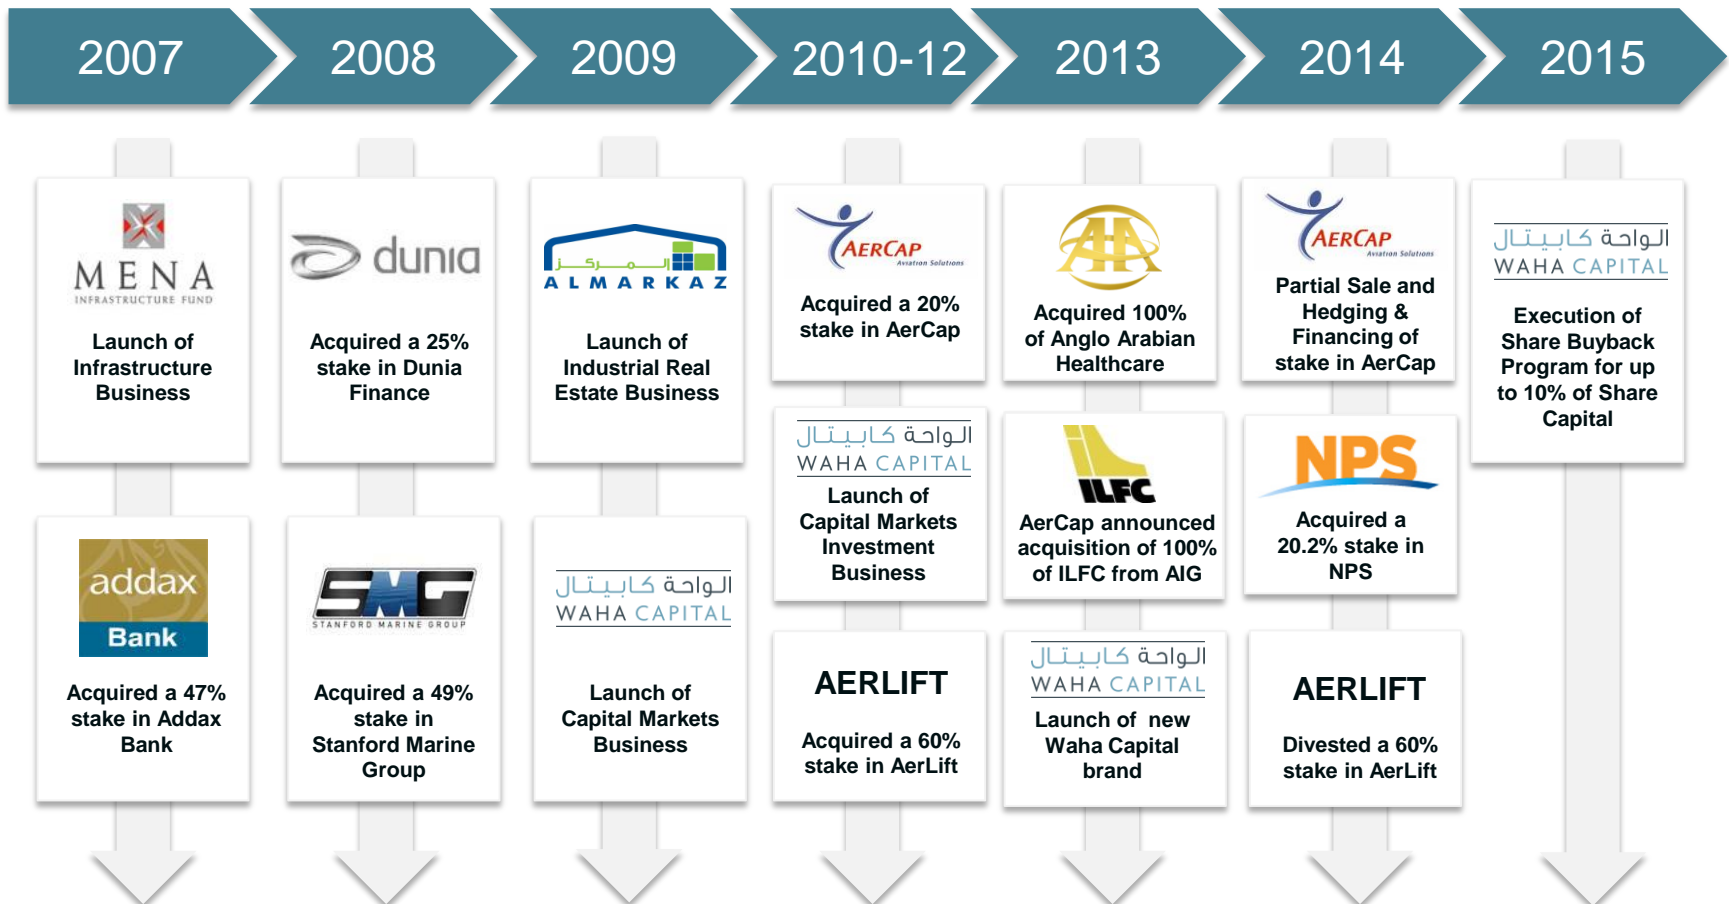 2007
2008
2009
2010-12
2013
2014
2015
MENA
INFRASTRUCTURE FUND
Launch of
Infrastructure
Business
addax
Bank
Acquired a 47%
stake in Addax
Bank
dunia
Acquired a 25%
stake in Dunia
Finance
SMG
STANFORD MARINE GROUP
Acquired a 49%
stake in
Stanford Marine
Group
المركز
ALMARKAZ
Launch of
Industrial Real
Estate Business
الواحة كابيتال
WAHA CAPITAL
Launch of
Capital Markets
Business
AERCAP
Aviation Solutions
Acquired a 20%
stake in AerCap
الواحة كابيتال
WAHA CAPITAL
Launch of
Capital Markets
Investment
Business
AERLIFT
Acquired a 60%
stake in AerLift
AHA
Acquired 100%
of Anglo Arabian
Healthcare
ILFC
AerCap announced
acquisition of 100%
of ILFC from AIG
الواحة كابيتال
WAHA CAPITAL
Launch of new
Waha Capital
brand
AERCAP
Aviation Solutions
Partial Sale and
Hedging &
Financing of
stake in AerCap
NPS
Acquired a
20.2% stake in
NPS
AERLIFT
Divested a 60%
stake in AerLift
الواحة كابيتال
WAHA CAPITAL
Execution of
Share Buyback
Program for up
to 10% of Share
Capital